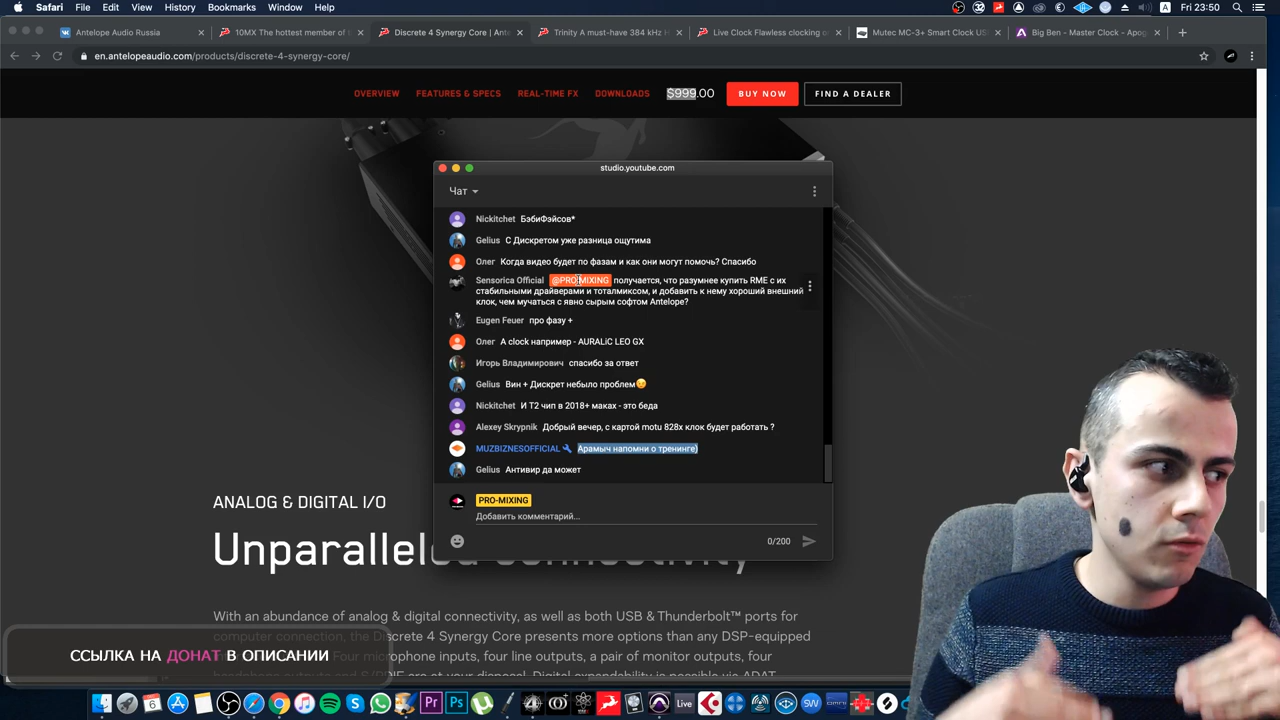 Safari File Edit View History Bookmarks Window Help
Fri 23:50
Antelope Audio Russia
10MX The hottest member of
Discrete 4 Synergy Core | Ant
Trinity A must-have 384 kHz
Live Clock Flawless clocking
Mutec MC-3+ Smart Clock US
Big Ben - Master Clock - Apog
en.antelopeaudio.com/products/discrete-4-synergy-core/
OVERVIEW FEATURES & SPECS REAL-TIME FX DOWNLOADS $999.00 BUY NOW FIND A DEALER
studio.youtube.com
Чат
Nickitchet БэбиФэйсов*
Gelius С Дискретом уже разница ощутима
Олег Когда видео будет по фазам и как они могут помочь? Спасибо
Sensorica Official @PRO-MIXING получается, что разумнее купить RME с их
стабильными драйверами и тоталмиксом, и добавить к нему хороший внешний
клок, чем мучаться с явно сырым софтом Antelope?
Eugen Feuer про фазу +
Олег А clock например - AURALiC LEO GX
Игорь Владимирович спасибо за ответ
Gelius Вин + Дискрет небыло проблем😉
Nickitchet И Т2 чип в 2018+ маках - это беда
Alexey Skrypnik Добрый вечер, с картой motu 828x клок будет работать ?
MUZBIZNESOFFICIAL Арамыч напомни о тренинге)
Gelius Антивир да может
PRO-MIXING
Добавить комментарий...
0/200
ANALOG & DIGITAL I/O
Unparalleled
With an abundance of analog & digital connectivity, as well as both USB & Thunderbolt™ ports for
computer connection, the Discrete 4 Synergy Core presents more options than any DSP-equipped
Four microphone inputs, four line outputs, a pair of monitor outputs, four
ССЫЛКА НА ДОНАТ В ОПИСАНИИ